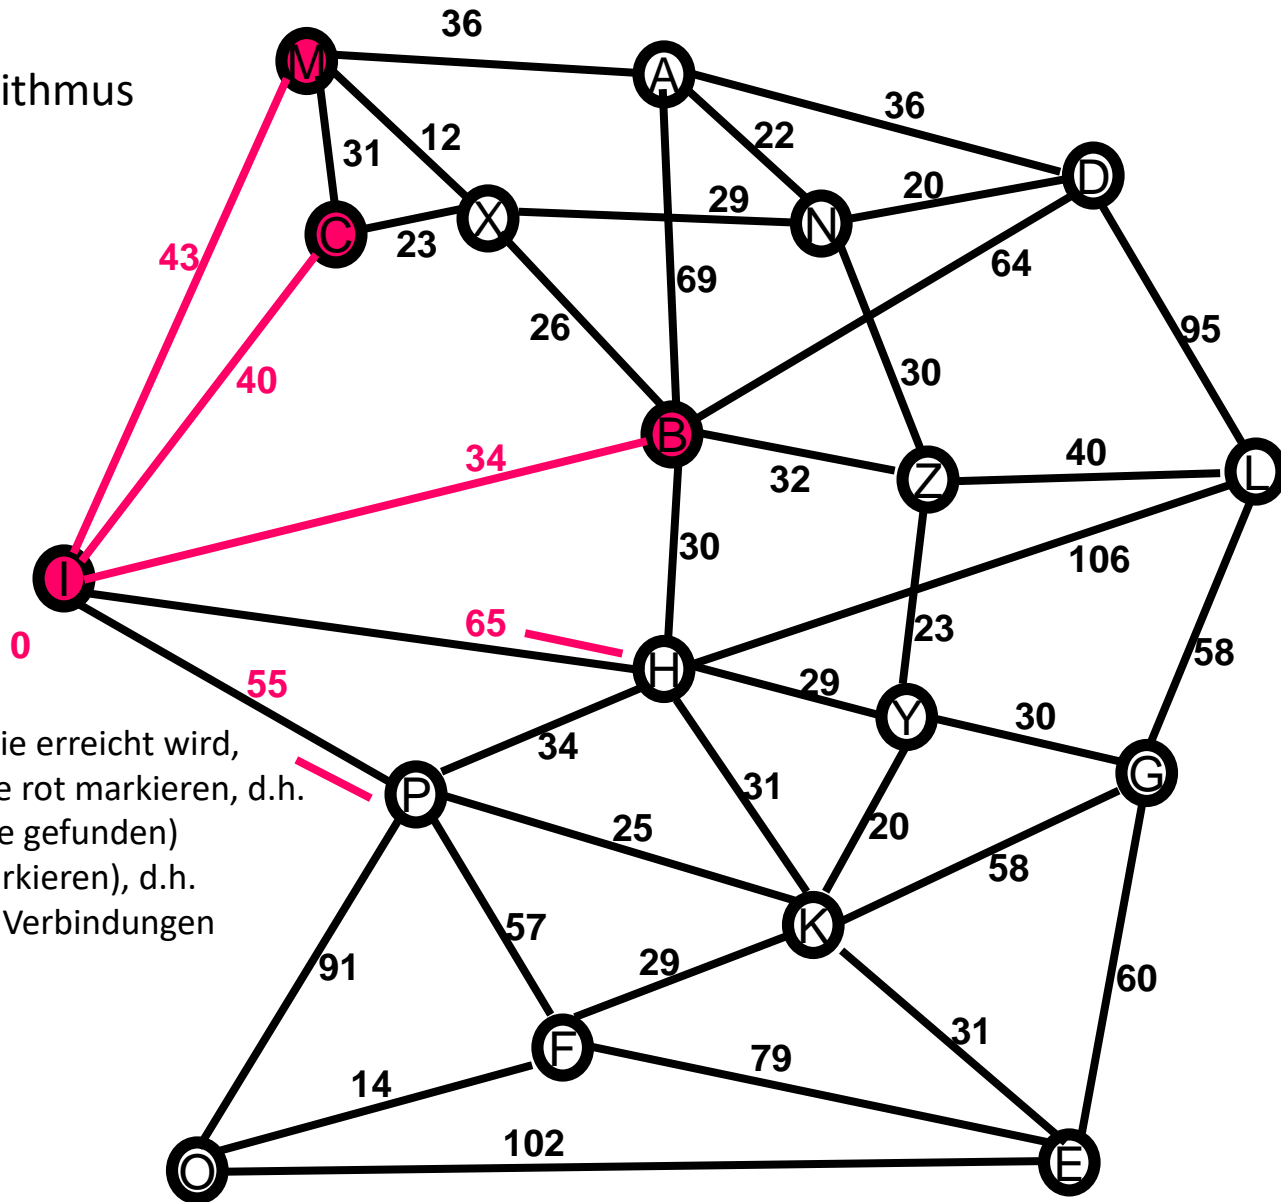 36
M
A
ithmus
36
22
12
31
D
20
29
X
N
C
23
43
64
69
26
95
30
40
B
34
40
L
32
Z
30
106
I
65
23
0
H
58
55
29
Y
30
ie erreicht wird,
34
G
e rot markieren, d.h.
P
31
25
20
e gefunden)
58
rkieren), d.h.
Verbindungen
K
57
29
91
60
31
F
79
14
102
O
E